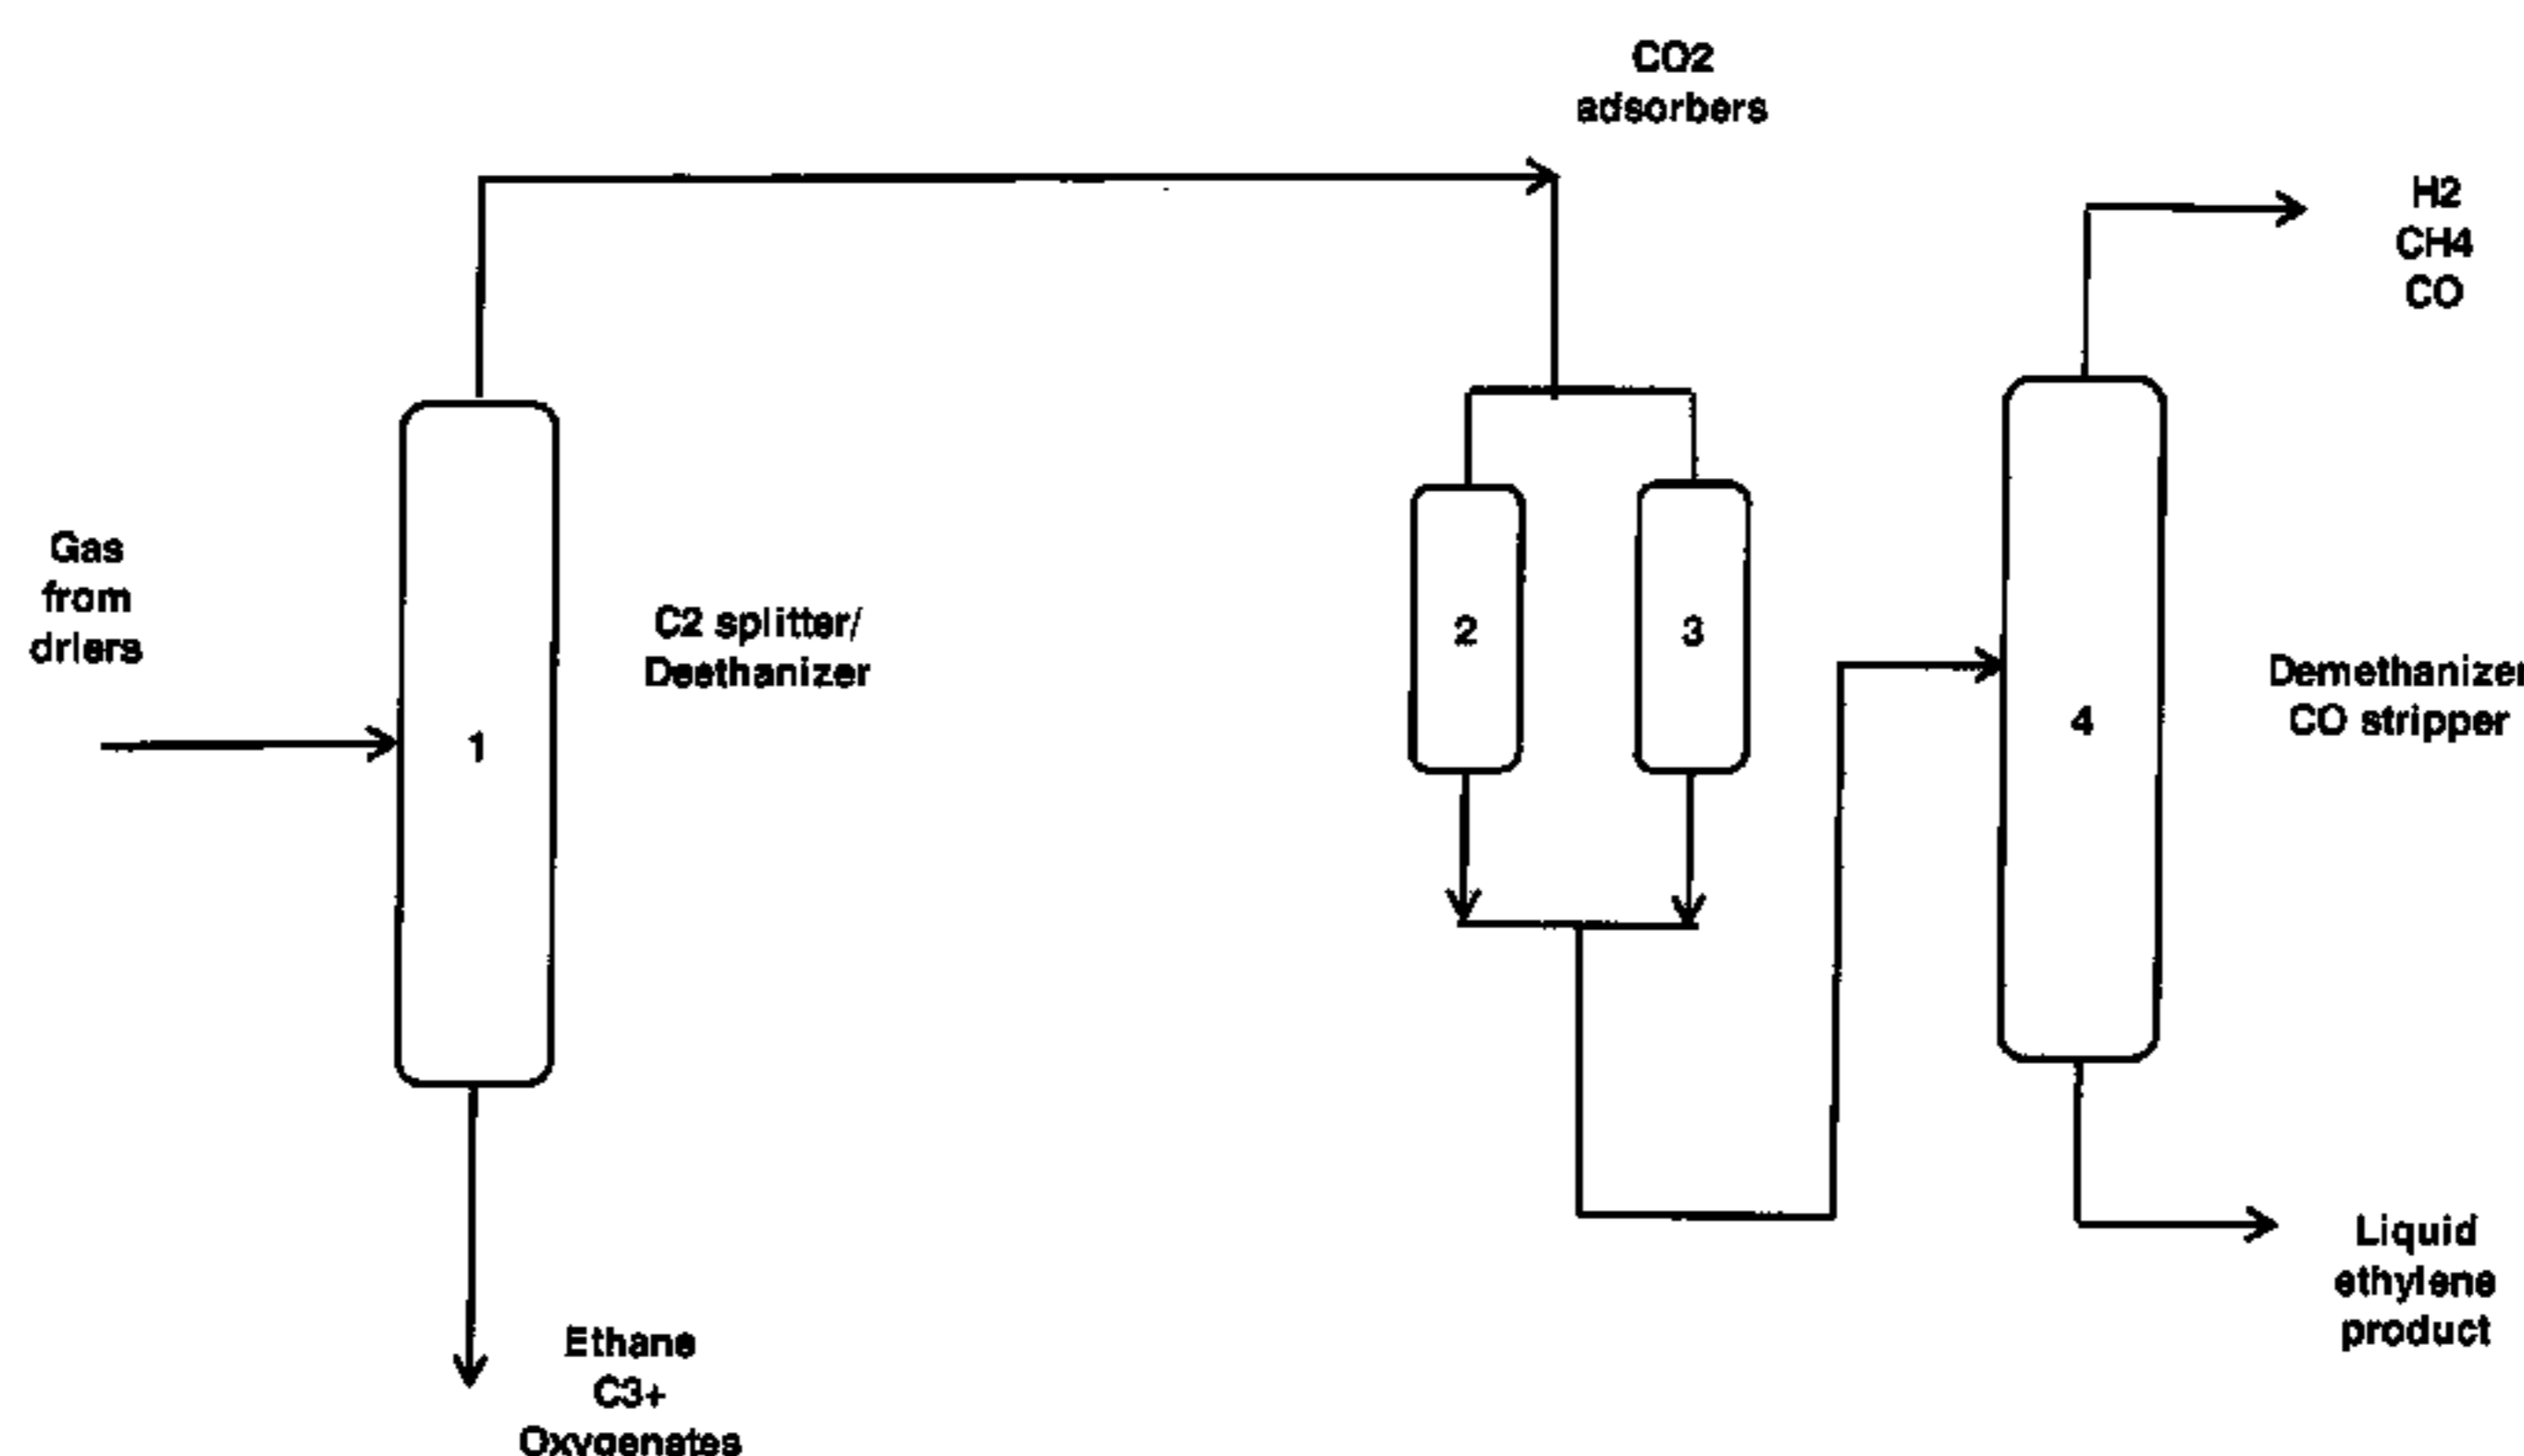 CO2
adsorbers
H2
CH4
CO
Gas
from
driers
C2 splitter/
Deethanizer
1
2
3
4
Demethanizer
CO stripper
Ethane
C3+
Oxygenates
Liquid
ethylene
product